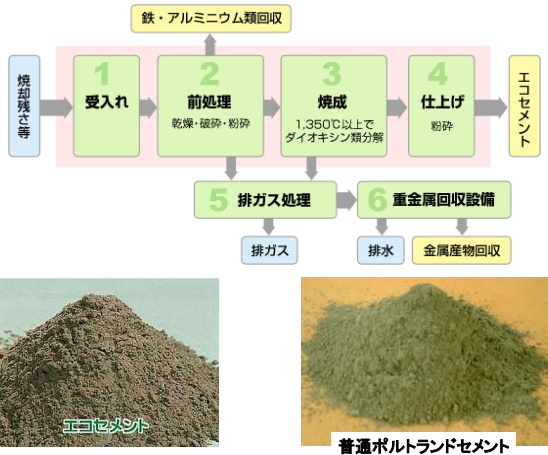 鉄・アルミニウム類回収
焼却残さ等
1
受入れ
2
前処理
乾燥・破砕・粉砕
3
焼成
1,350℃以上で
ダイオキシン類分解
4
仕上げ
粉砕
エコセメント
5 排ガス処理
6 重金属回収設備
排ガス
排水
金属産物回収
エコセメント
普通ポルトランドセメント